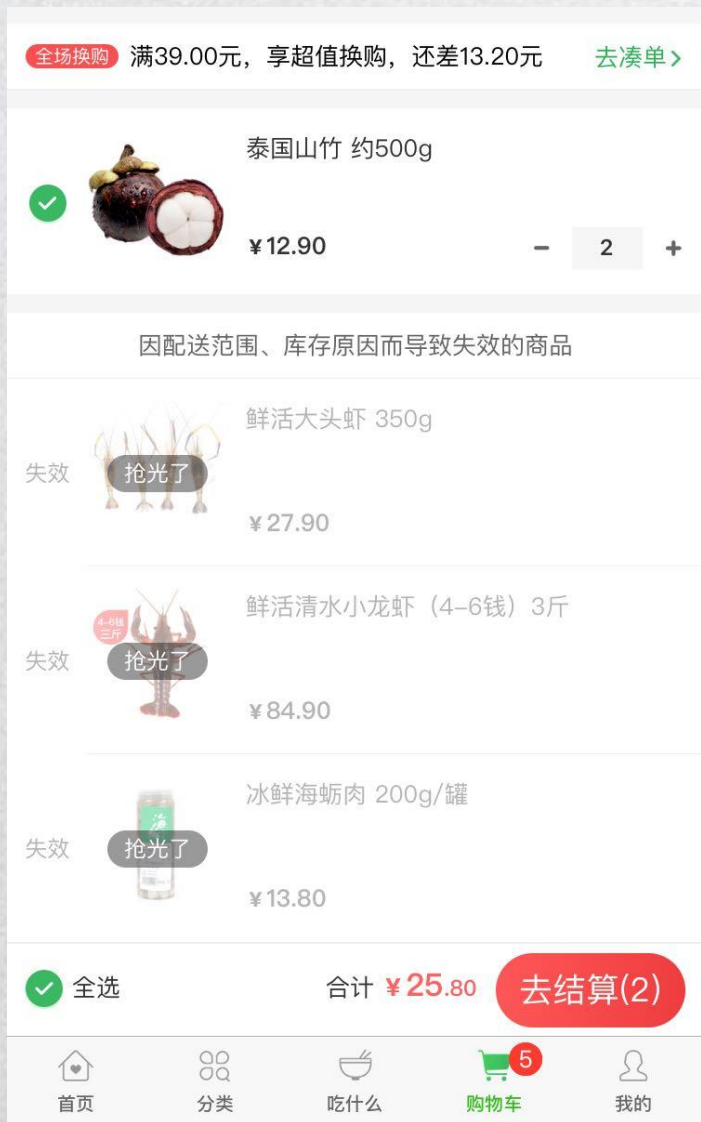 全场换购 满39.00元，享超值换购，还差13.20元 去凑单>
泰国山竹 约500g
¥12.90 − 2 +
因配送范围、库存原因而导致失效的商品
鲜活大头虾 350g
失效 抢光了
¥27.90
鲜活清水小龙虾（4-6钱）3斤
4-6钱
三斤
失效 抢光了
¥84.90
冰鲜海蛎肉 200g/罐
海
失效 抢光了
¥13.80
全选 合计 ¥25.80 去结算(2)
5
首页 分类 吃什么 购物车 我的